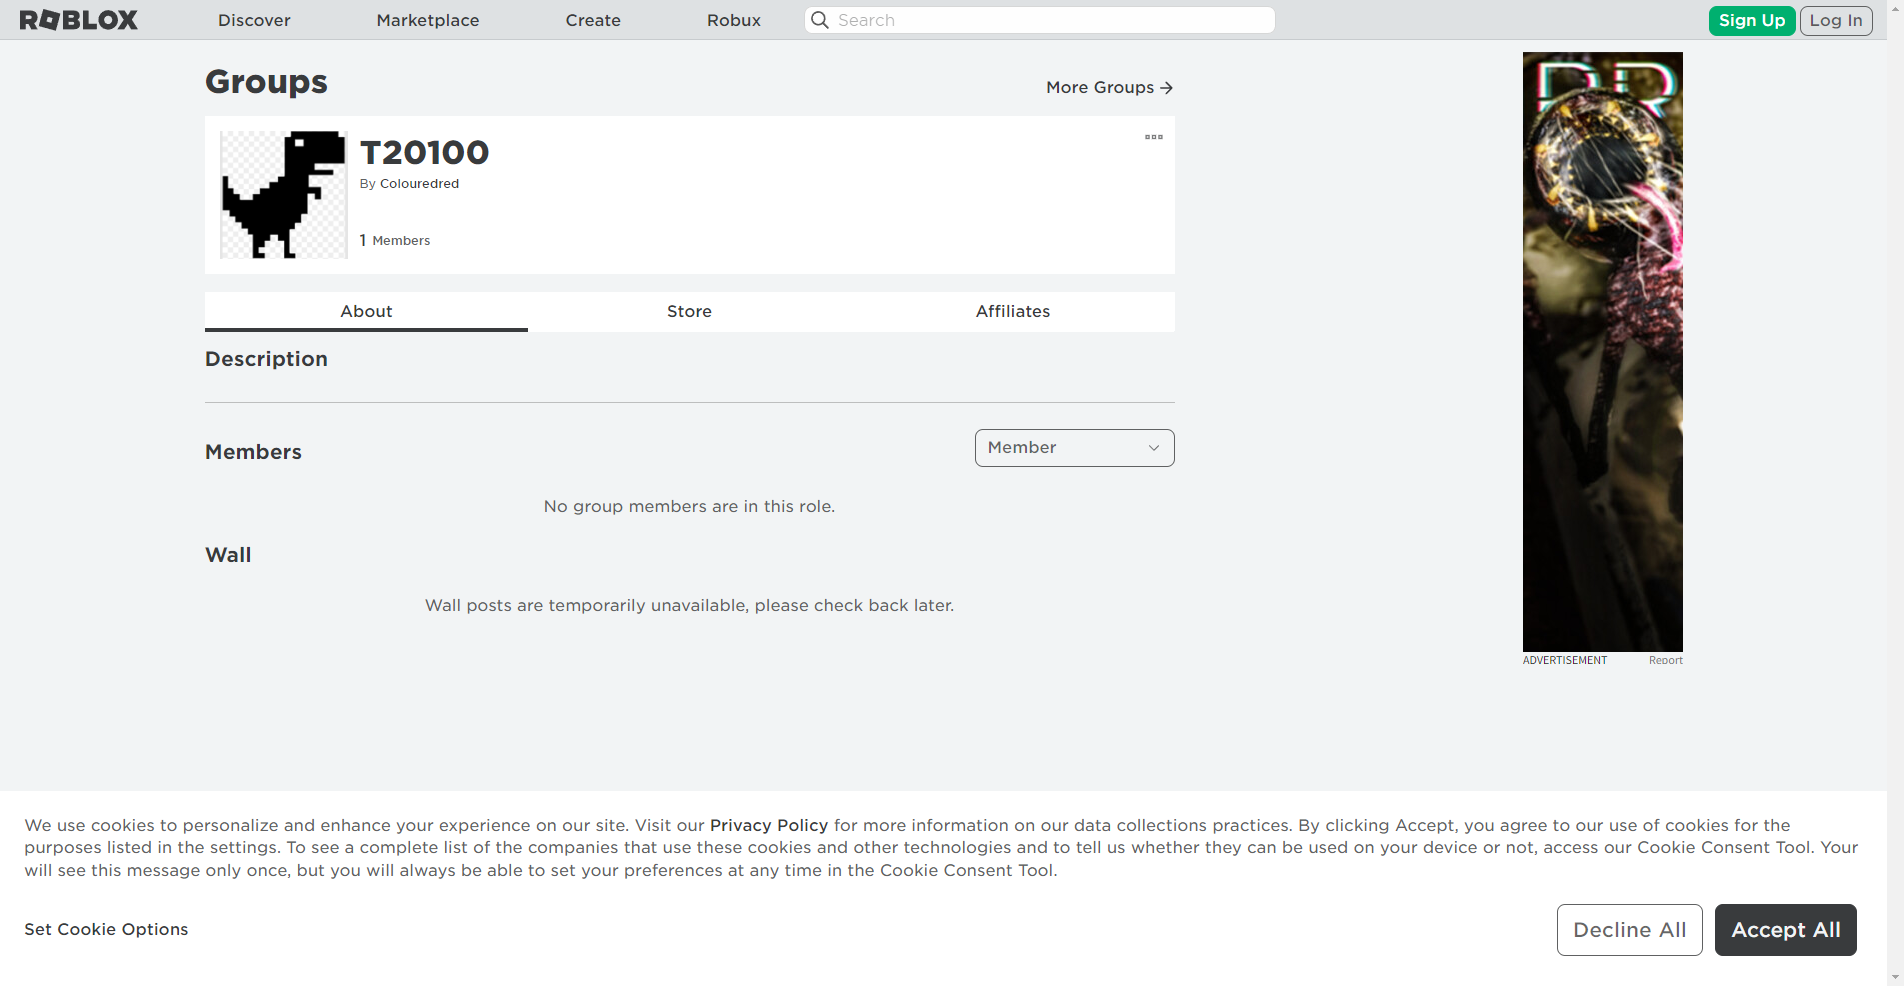 ROBLOX
Discover
Marketplace
Create
Robux
Search
Sign Up
Log In
Groups
More Groups
T20100
By Colouredred
1 Members
About
Store
Affiliates
Description
Members
Member
No group members are in this role.
Wall
Wall posts are temporarily unavailable, please check back later.
ADVERTISEMENT
Report
We use cookies to personalize and enhance your experience on our site. Visit our Privacy Policy for more information on our data collections practices. By clicking Accept, you agree to our use of cookies for the
purposes listed in the settings. To see a complete list of the companies that use these cookies and other technologies and to tell us whether they can be used on your device or not, access our Cookie Consent Tool. Your
will see this message only once, but you will always be able to set your preferences at any time in the Cookie Consent Tool.
Set Cookie Options
Decline All
Accept All